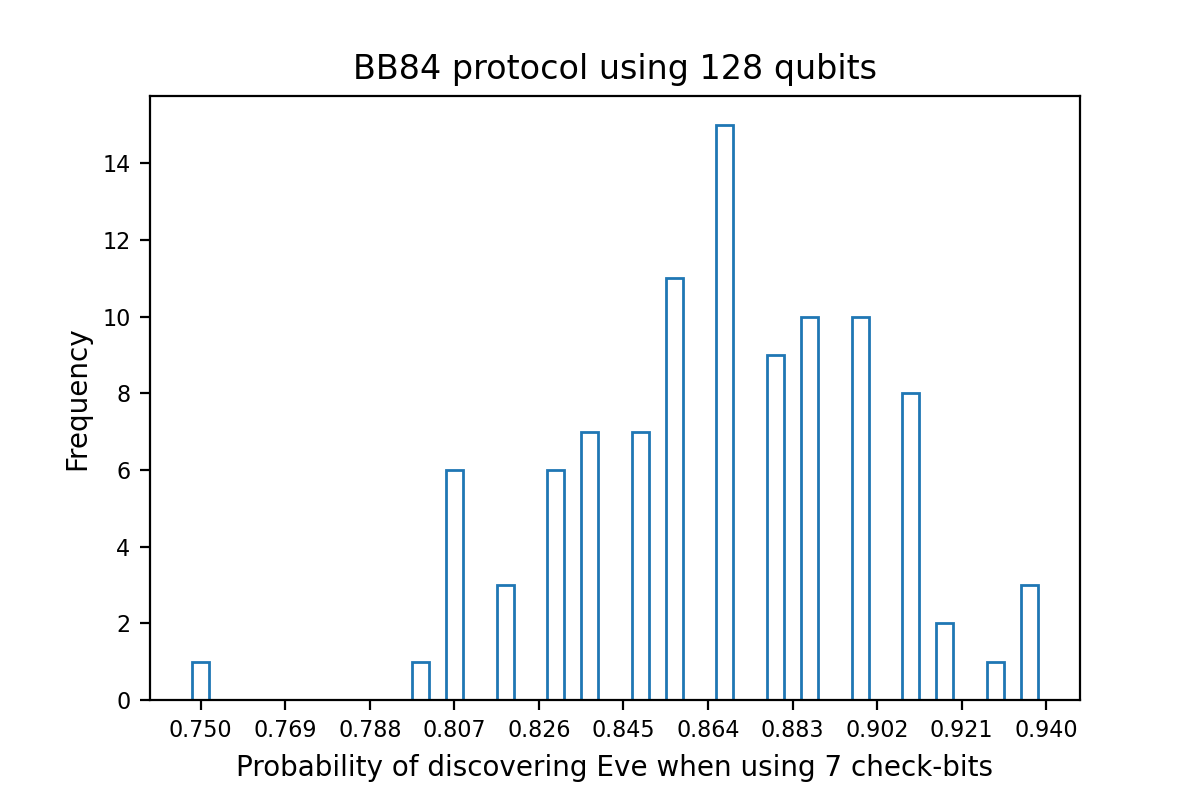 BB84 protocol using 128 qubits
14
12
10
8
6
4
2
0
Frequency
0.750 0.769 0.788 0.807 0.826 0.845 0.864 0.883 0.902 0.921 0.940
Probability of discovering Eve when using 7 check-bits